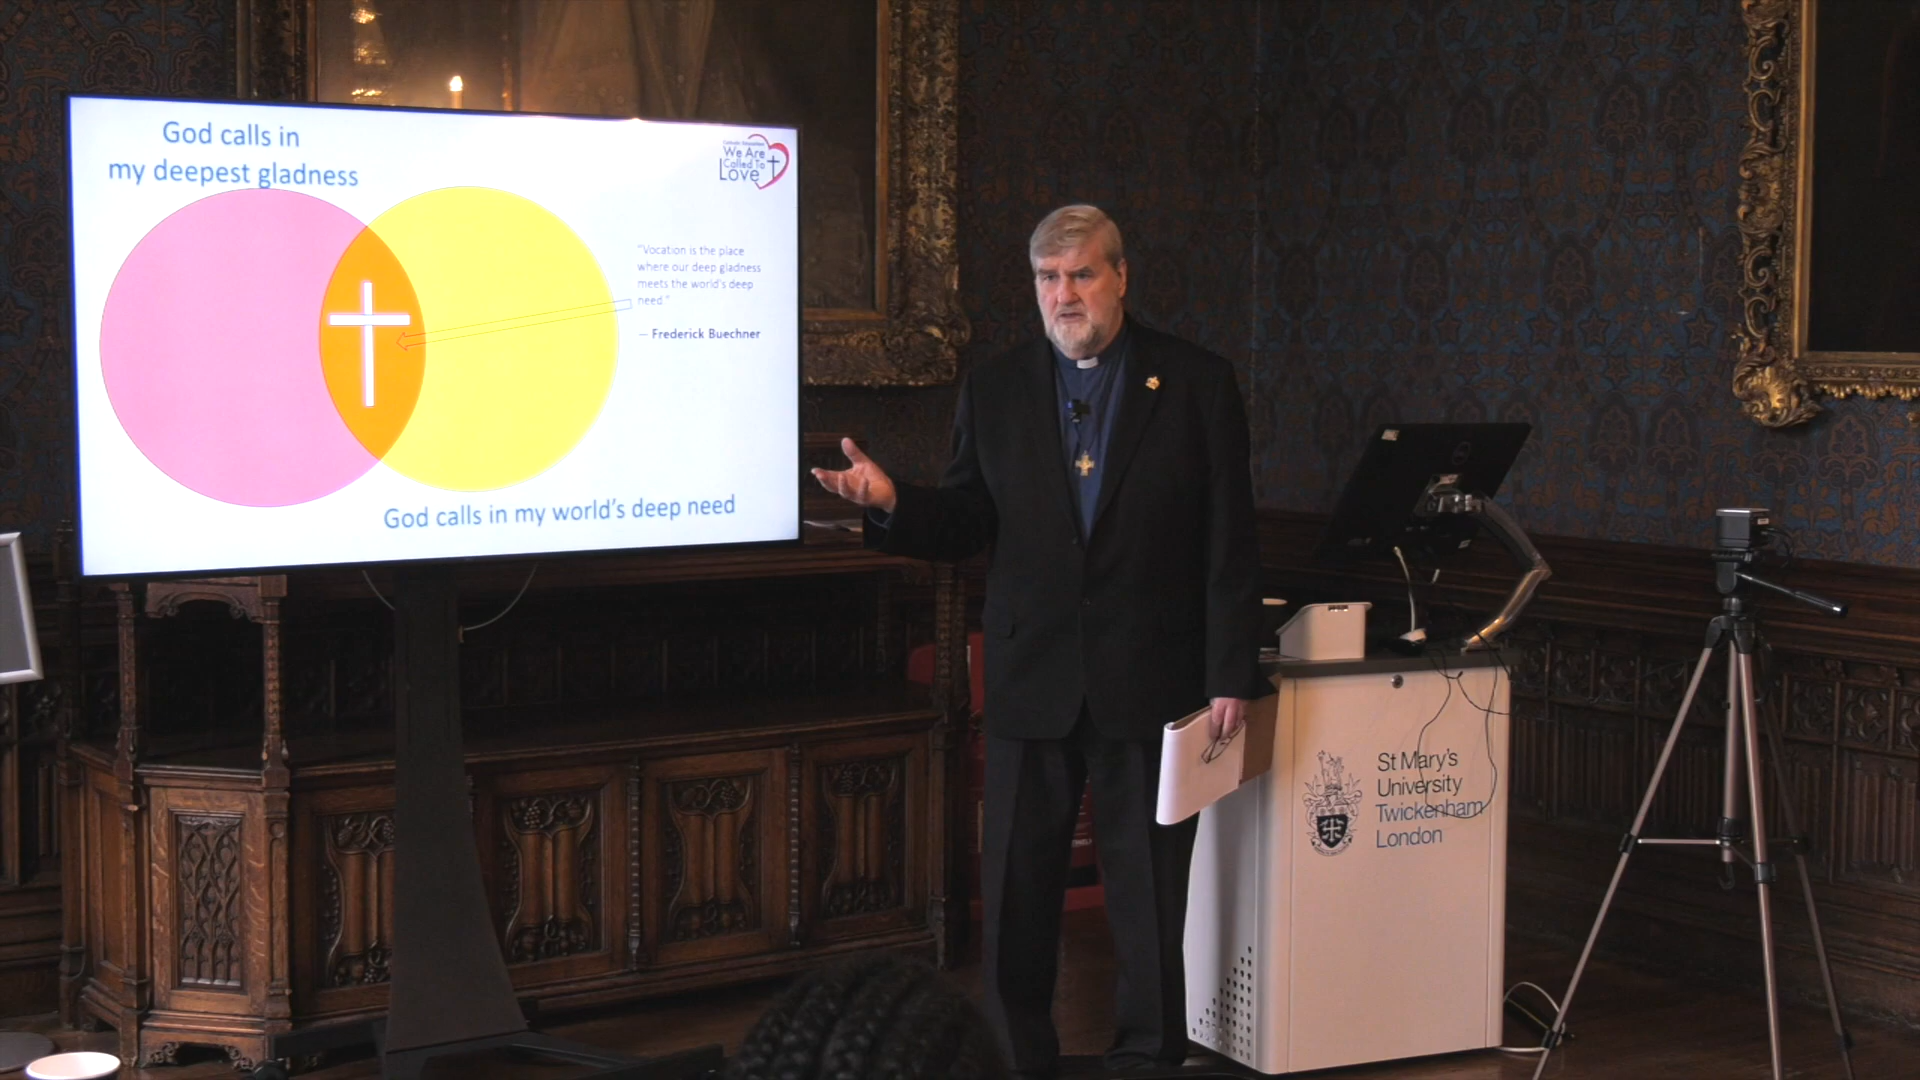 God calls in
my deepest gladness
Catholic Education
We Are
Called To
Love
"Vocation is the place
where our deep gladness
meets the world's deep
need."
— Frederick Buechner
God calls in my world's deep need
St Mary's
University
Twickenham
London